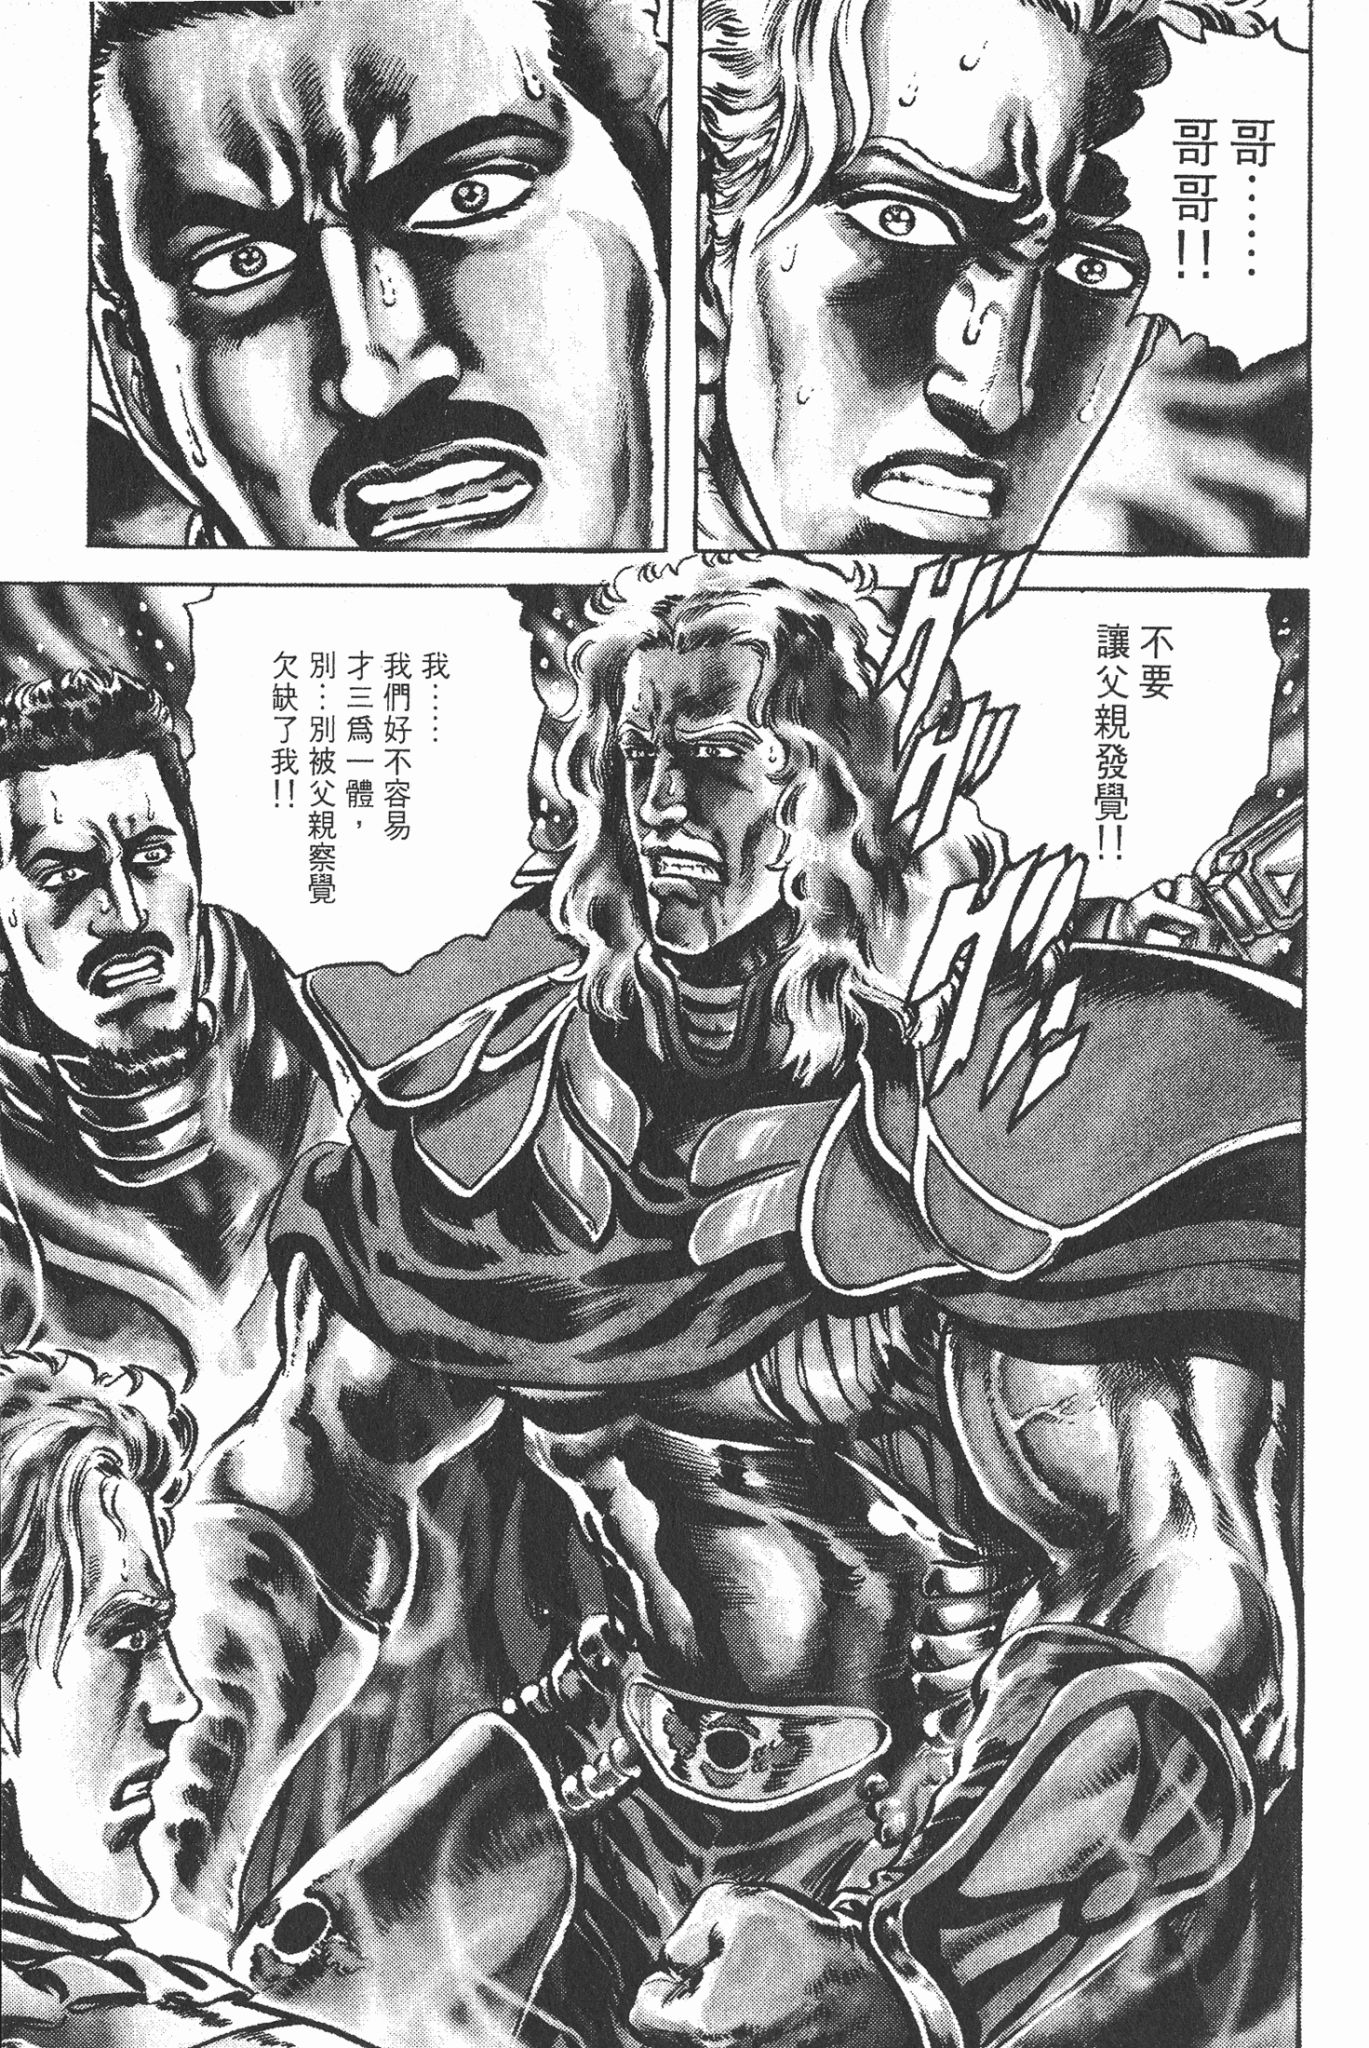 哥……
哥哥!!
不要
讓父親發覺!!
我……
我們好不容易
才三爲一體，
別…別被父親察覺
欠缺了我!!